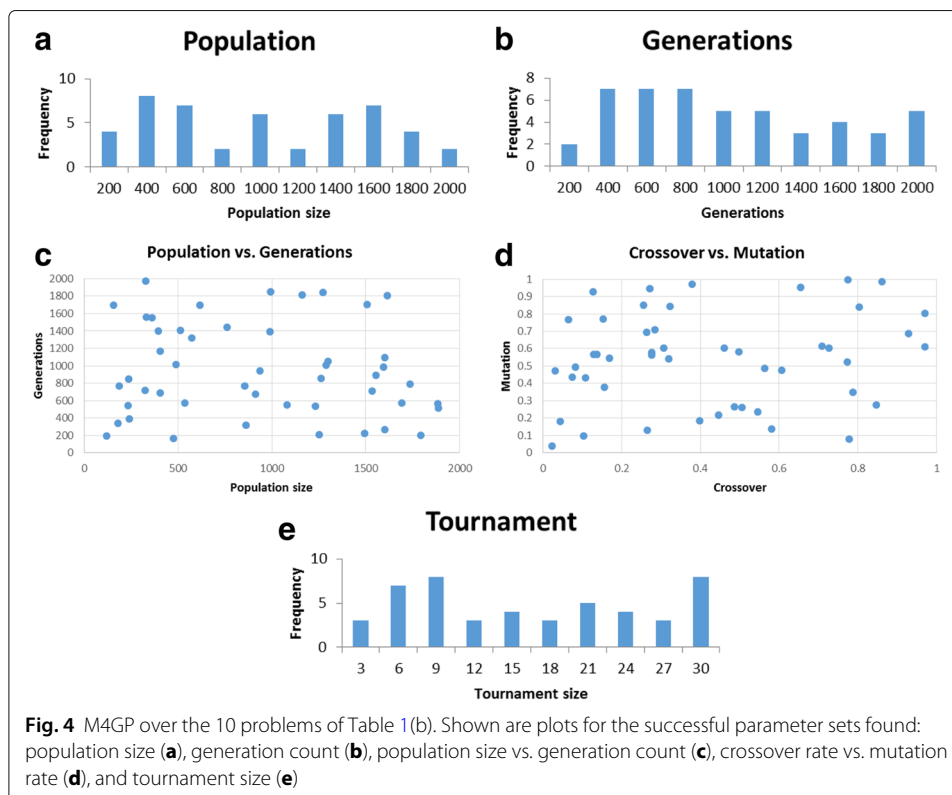 a
Population
Frequency
10
5
0
200 400 600 800 1000 1200 1400 1600 1800 2000
Population size
b
Generations
Frequency
8
6
4
2
0
200 400 600 800 1000 1200 1400 1600 1800 2000
Generations
c
Population vs. Generations
Generations
2000
1800
1600
1400
1200
1000
800
600
400
200
0 500 1000 1500 2000
Population size
d
Crossover vs. Mutation
Mutation
1
0.9
0.8
0.7
0.6
0.5
0.4
0.3
0.2
0.1
0
0 0.2 0.4 0.6 0.8 1
Crossover
e
Tournament
Frequency
10
5
0
3 6 9 12 15 18 21 24 27 30
Tournament size
Fig. 4 M4GP over the 10 problems of Table 1(b). Shown are plots for the successful parameter sets found:
population size (a), generation count (b), population size vs. generation count (c), crossover rate vs. mutation
rate (d), and tournament size (e)